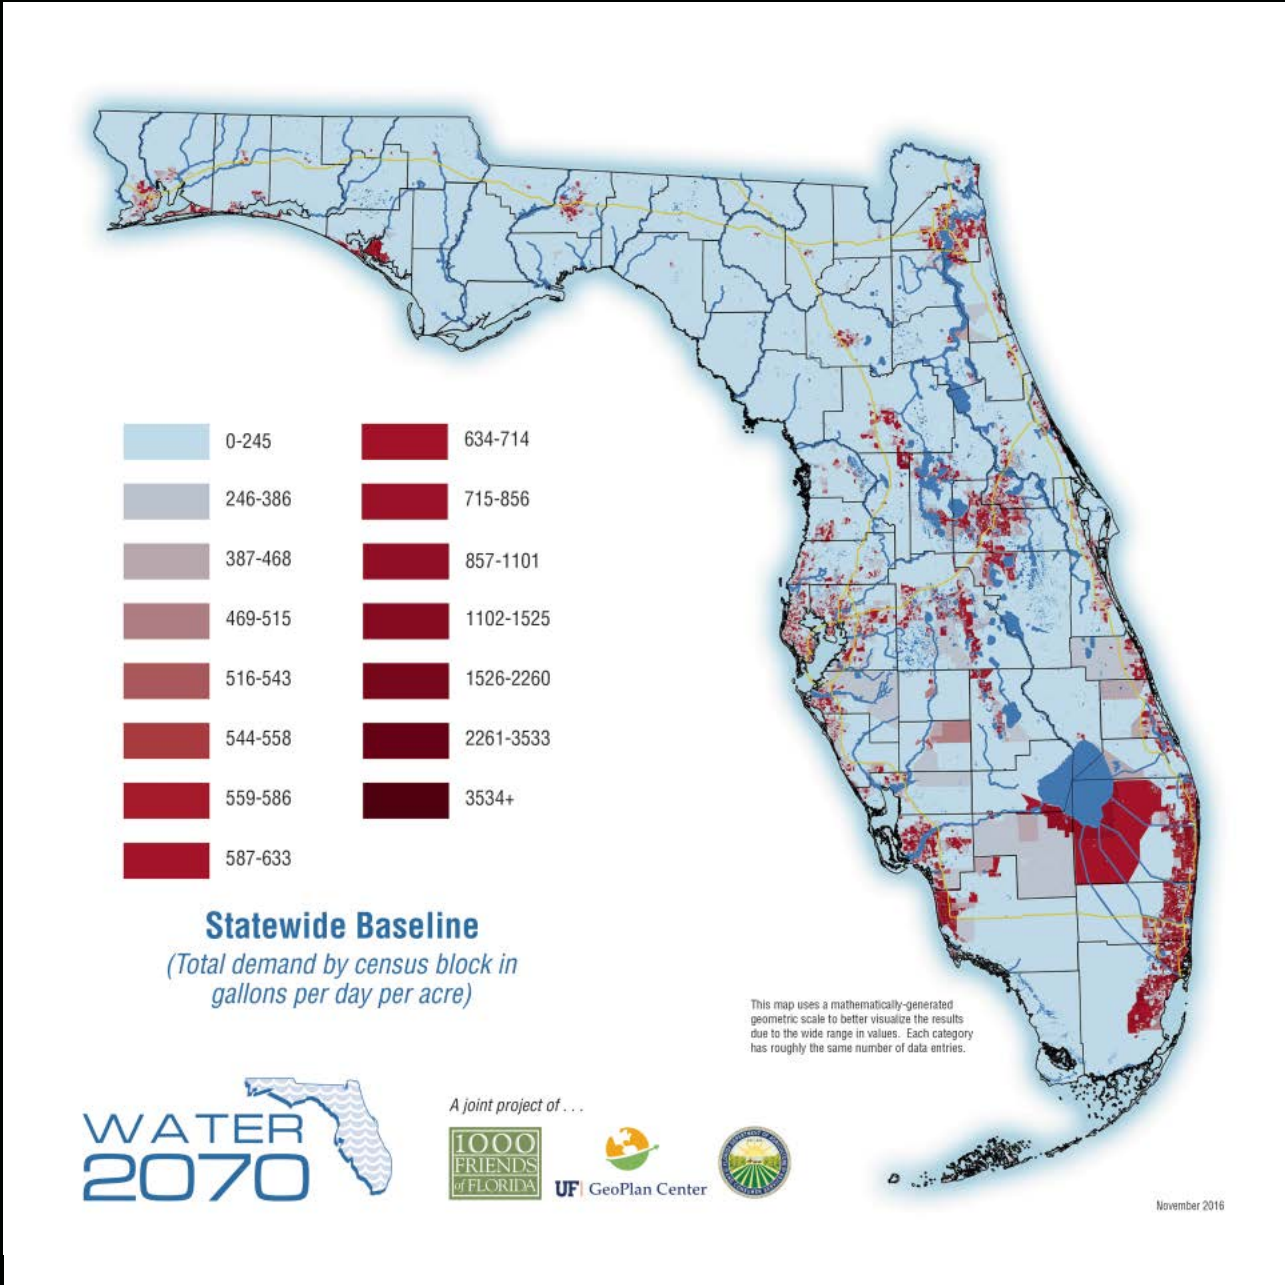 0-245
246-386
387-468
469-515
516-543
544-558
559-586
587-633
634-714
715-856
857-1101
1102-1525
1526-2260
2261-3533
3534+
Statewide Baseline
(Total demand by census block in
gallons per day per acre)
This map uses a mathematically-generated
geometric scale to better visualize the results
due to the wide range in values. Each category
has roughly the same number of data entries.
WATER
2070
A joint project of . . .
1000
FRIENDS
of FLORIDA
UF | GeoPlan Center
November 2016